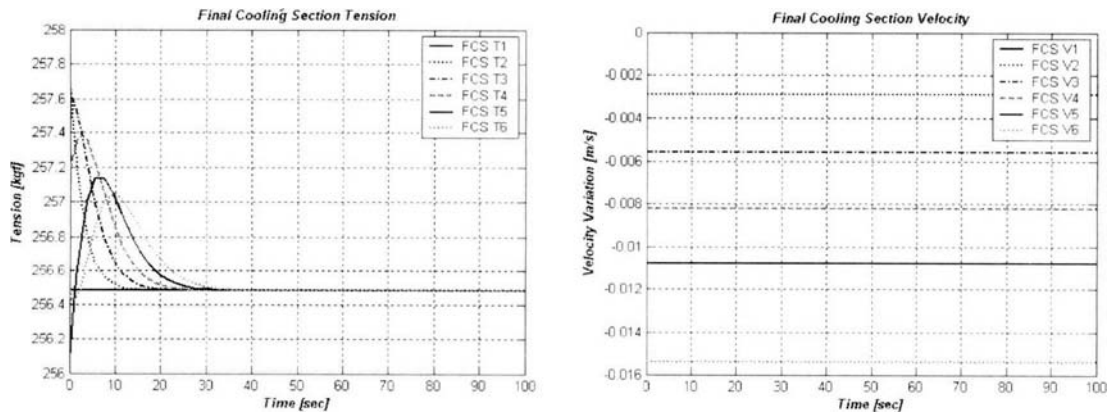 Final Cooling Section Tension
258
257.8
257.6
257.4
257.2
257
256.8
256.6
256.4
256.2
256
Tension [kgf]
FCS T1
FCS T2
FCS T3
FCS T4
FCS T5
FCS T6
0 10 20 30 40 50 60 70 80 90 100
Time [sec]
Final Cooling Section Velocity
0
-0.002
-0.004
-0.006
-0.008
-0.01
-0.012
-0.014
-0.016
Velocity Variation [m/s]
FCS V1
FCS V2
FCS V3
FCS V4
FCS V5
FCS V6
0 10 20 30 40 50 60 70 80 90 100
Time [sec]